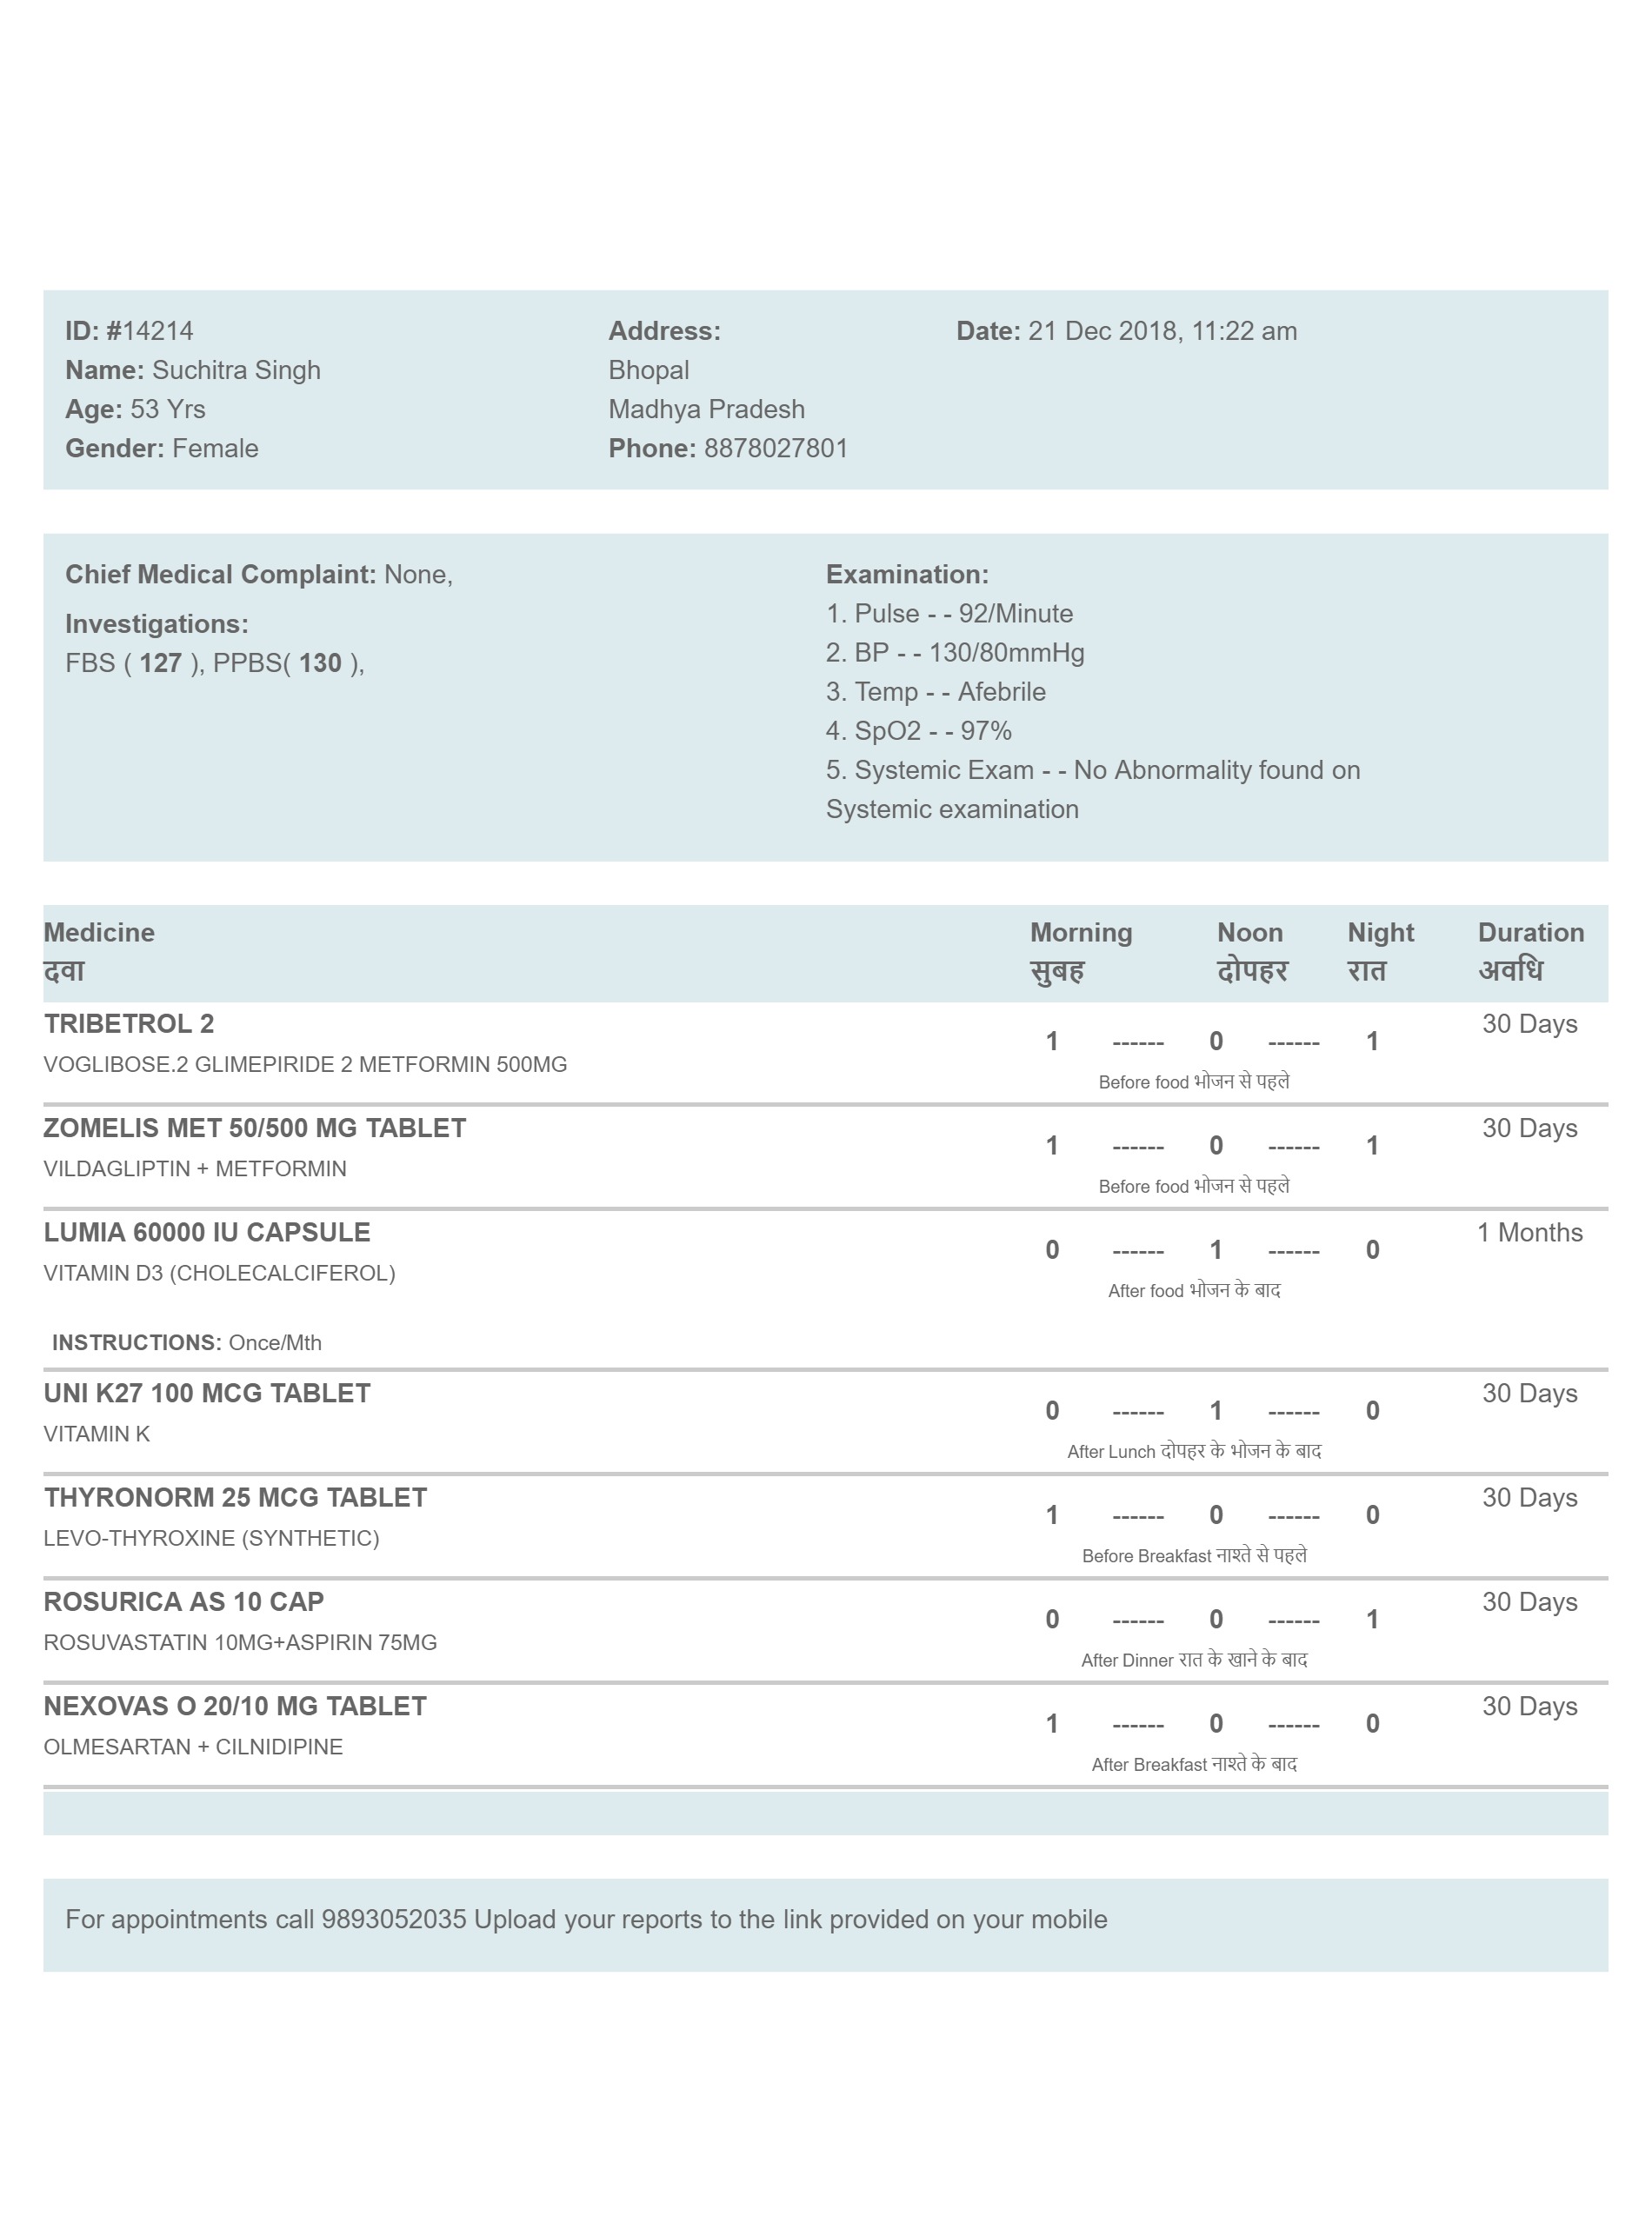 ID: #14214
Name: Suchitra Singh
Age: 53 Yrs
Gender: Female
Address:
Bhopal
Madhya Pradesh
Phone: 8878027801
Date: 21 Dec 2018, 11:22 am
Chief Medical Complaint: None,
Investigations:
FBS ( 127 ), PPBS( 130 ),
Examination:
1. Pulse - - 92/Minute
2. BP - - 130/80mmHg
3. Temp - - Afebrile
4. SpO2 - - 97%
5. Systemic Exam - - No Abnormality found on
Systemic examination
Medicine Morning Noon Night Duration
दवा सुबह दोपहर रात अवधि
TRIBETROL 2 1 ------ 0 ------ 1 30 Days
VOGLIBOSE.2 GLIMEPIRIDE 2 METFORMIN 500MG
Before food भोजन से पहले
ZOMELIS MET 50/500 MG TABLET 1 ------ 0 ------ 1 30 Days
VILDAGLIPTIN + METFORMIN
Before food भोजन से पहले
LUMIA 60000 IU CAPSULE 0 ------ 1 ------ 0 1 Months
VITAMIN D3 (CHOLECALCIFEROL)
After food भोजन के बाद
INSTRUCTIONS: Once/Mth
UNI K27 100 MCG TABLET 0 ------ 1 ------ 0 30 Days
VITAMIN K
After Lunch दोपहर के भोजन के बाद
THYRONORM 25 MCG TABLET 1 ------ 0 ------ 0 30 Days
LEVO-THYROXINE (SYNTHETIC)
Before Breakfast नाश्ते से पहले
ROSURICA AS 10 CAP 0 ------ 0 ------ 1 30 Days
ROSUVASTATIN 10MG+ASPIRIN 75MG
After Dinner रात के खाने के बाद
NEXOVAS O 20/10 MG TABLET 1 ------ 0 ------ 0 30 Days
OLMESARTAN + CILNIDIPINE
After Breakfast नाश्ते के बाद
For appointments call 9893052035 Upload your reports to the link provided on your mobile